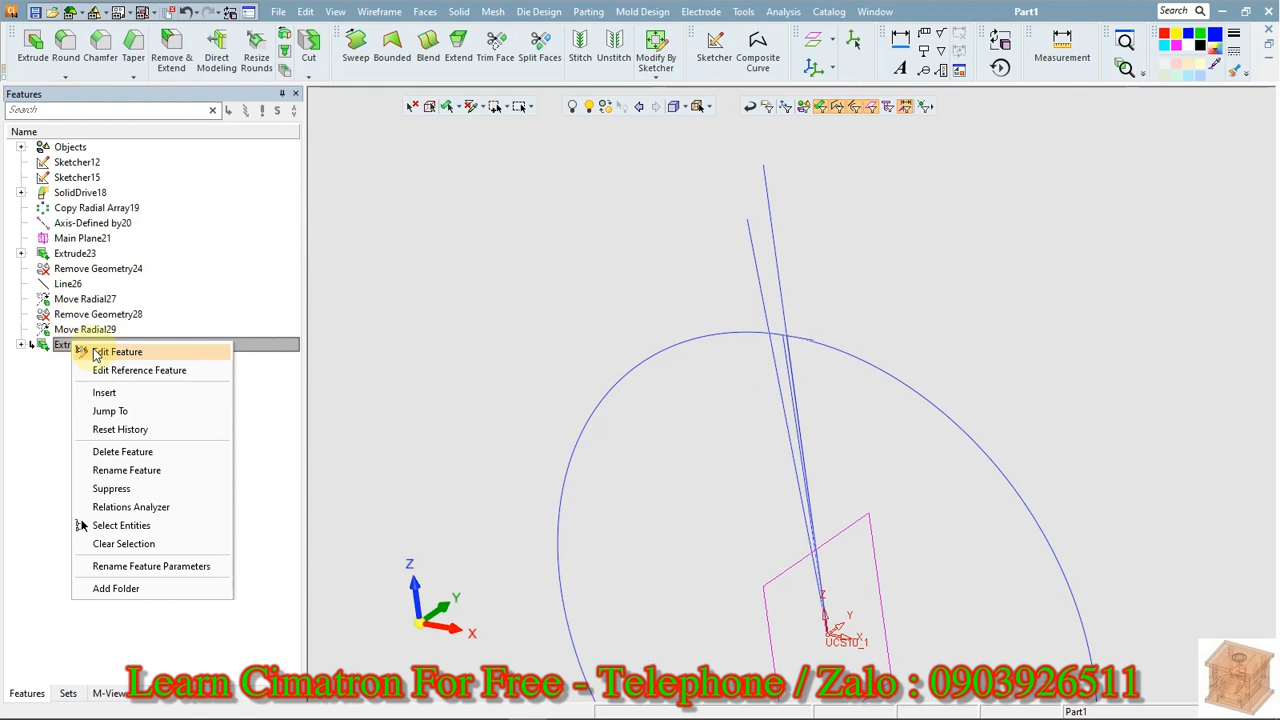 File Edit View Wireframe Faces Solid Mesh Die Design Parting Mold Design Electrode Tools Analysis Catalog Window Part1 Search
Extrude Round Chamfer Taper Remove & Extend Direct Modeling Resize Rounds Cut Sweep Bounded Blend Extend Trim Faces Split Faces Stitch Unstitch Modify By Sketcher Sketcher Composite Curve Measurement
Features
Search
Name
Objects
Sketcher12
Sketcher15
SolidDrive18
Copy Radial Array19
Axis-Defined by20
Main Plane21
Extrude23
Remove Geometry24
Line26
Move Radial27
Remove Geometry28
Move Radial29
Edit Feature
Edit Reference Feature
Insert
Jump To
Reset History
Delete Feature
Rename Feature
Suppress
Relations Analyzer
Select Entities
Clear Selection
Rename Feature Parameters
Add Folder
Z
Y
X
Z
Y
X
UCS10_1
Features Sets M-View
Learn Cimatron For Free - Telephone / Zalo : 0903926511
Part1